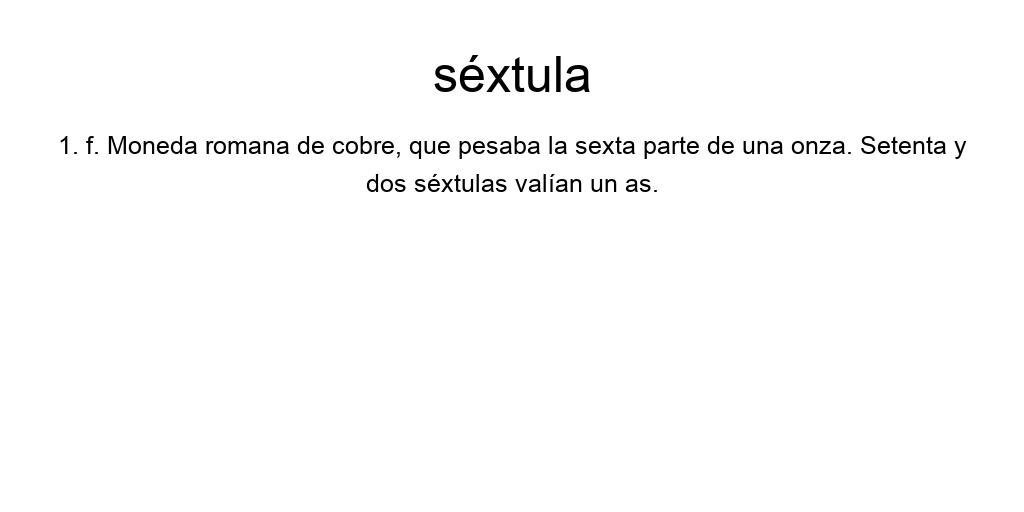 séxtula
1. f. Moneda romana de cobre, que pesaba la sexta parte de una onza. Setenta y
dos séxtulas valían un as.